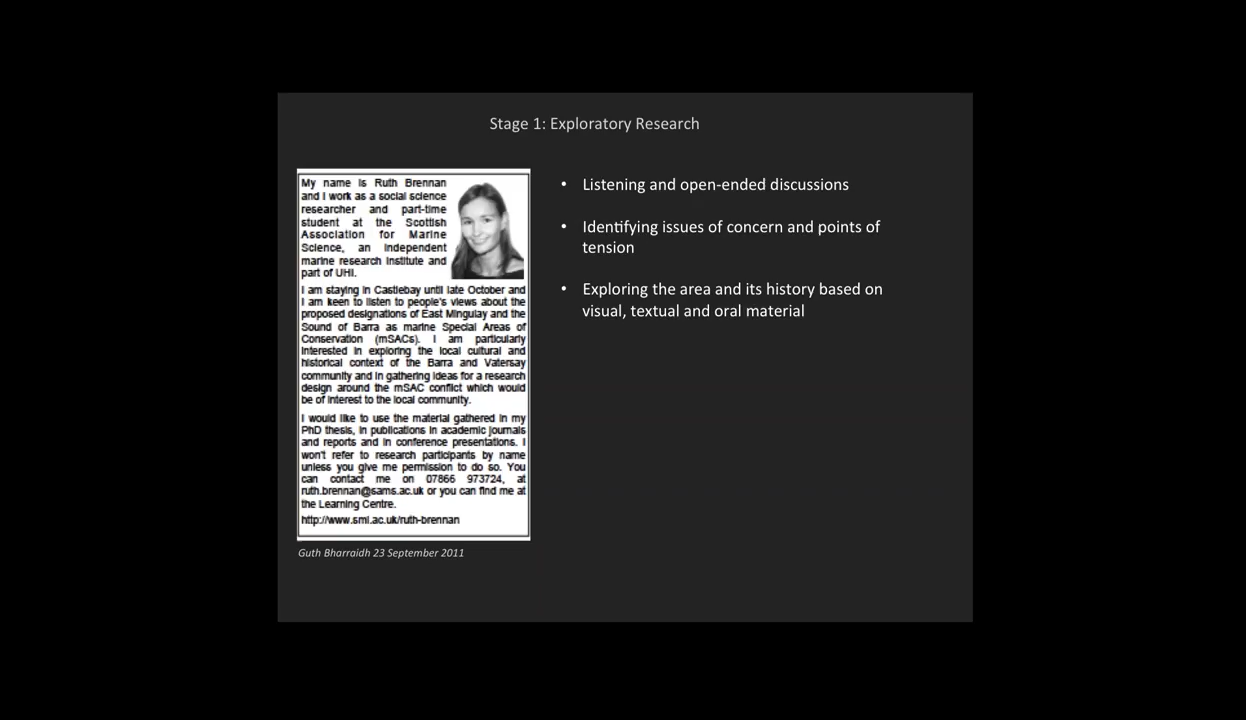 Stage 1: Exploratory Research
My name is Ruth Brennan
and I work as a social science
researcher and part-time
student at the Scottish
Association for Marine
Science, an independent
marine research institute and
part of UHI.
I am staying in Castlebay until late October and
I am keen to listen to people's views about the
proposed designations of East Mingulay and the
Sound of Barra as marine Special Areas of
Conservation (mSACs). I am particularly
interested in exploring the local cultural and
historical context of the Barra and Vatersay
community and in gathering ideas for a research
design around the mSAC conflict which would
be of interest to the local community.
I would like to use the material gathered in my
PhD thesis, in publications in academic journals
and reports and in conference presentations. I
won't refer to research participants by name
unless you give me permission to do so. You
can contact me on 07866 973724, at
ruth.brennan@sams.ac.uk or you can find me at
the Learning Centre.
http://www.smi.ac.uk/ruth-brennan
Guth Bharraidh 23 September 2011
• Listening and open-ended discussions
• Identifying issues of concern and points of
tension
• Exploring the area and its history based on
visual, textual and oral material